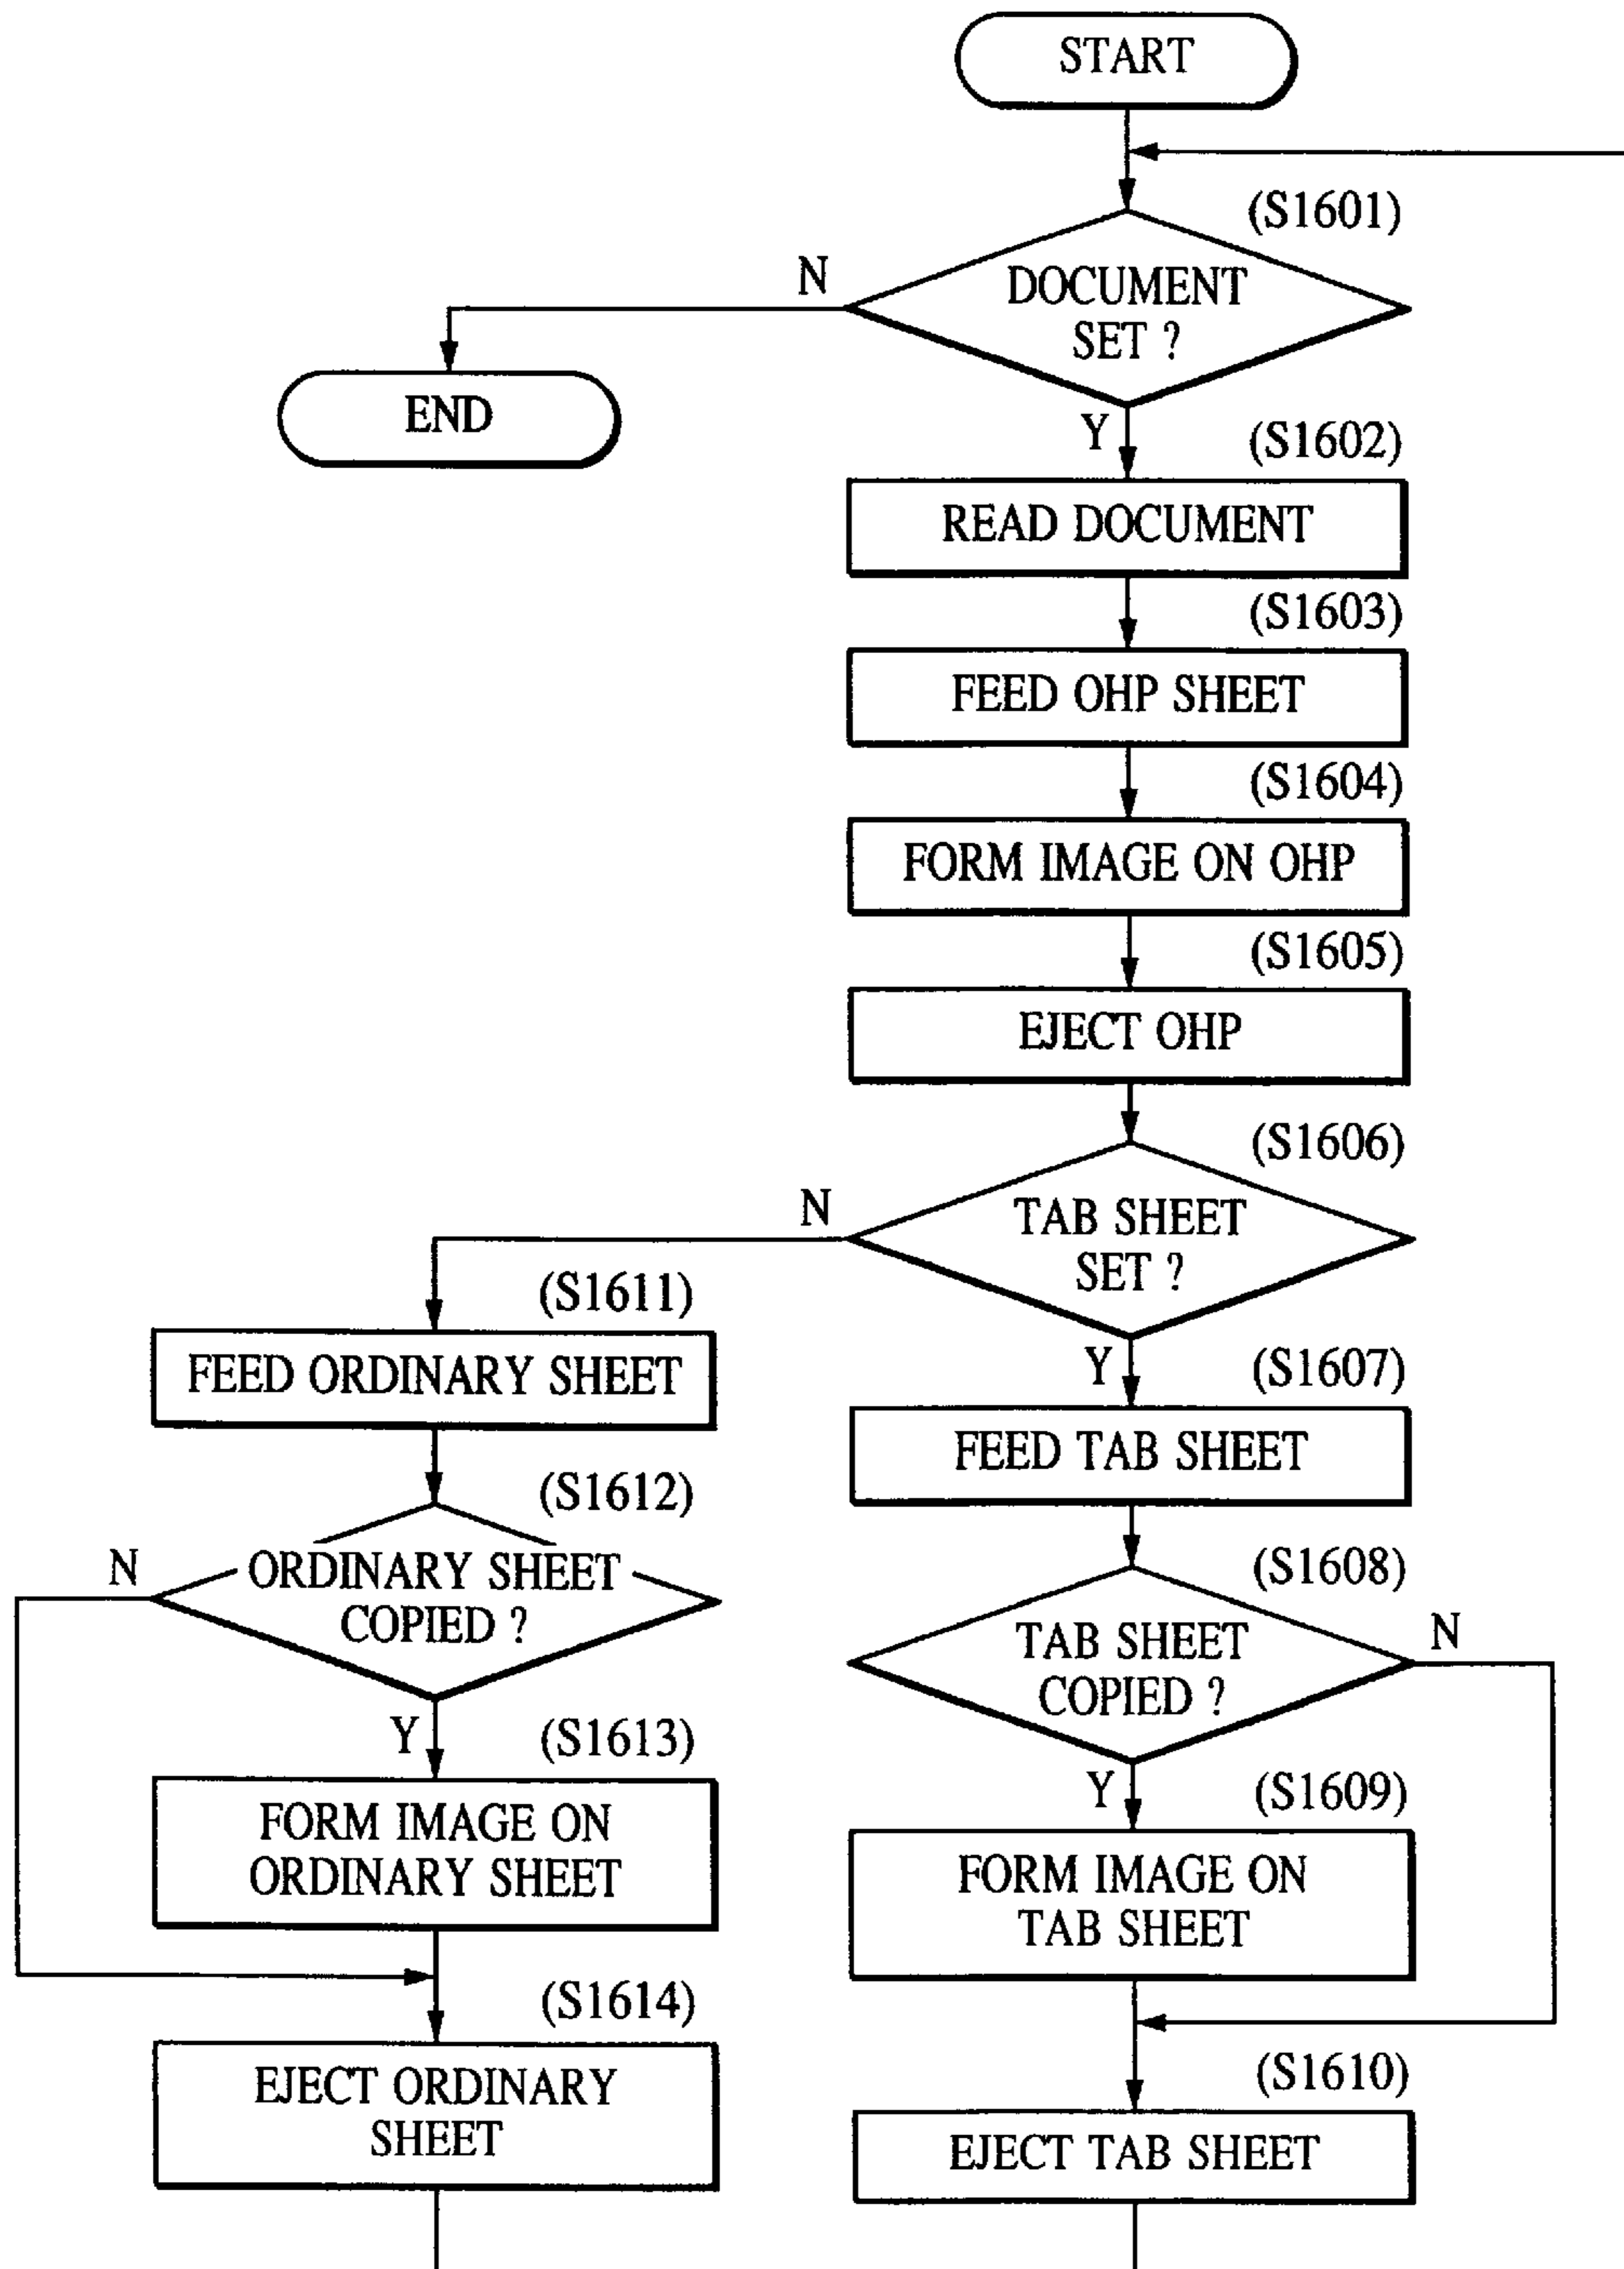 START
(S1601)
DOCUMENT
SET ?
N
END
Y
(S1602)
READ DOCUMENT
(S1603)
FEED OHP SHEET
(S1604)
FORM IMAGE ON OHP
(S1605)
EJECT OHP
(S1606)
TAB SHEET
SET ?
N
Y
(S1611)
FEED ORDINARY SHEET
(S1612)
ORDINARY SHEET
COPIED ?
N
Y
(S1613)
FORM IMAGE ON
ORDINARY SHEET
(S1614)
EJECT ORDINARY
SHEET
(S1607)
FEED TAB SHEET
(S1608)
TAB SHEET
COPIED ?
N
Y
(S1609)
FORM IMAGE ON
TAB SHEET
(S1610)
EJECT TAB SHEET